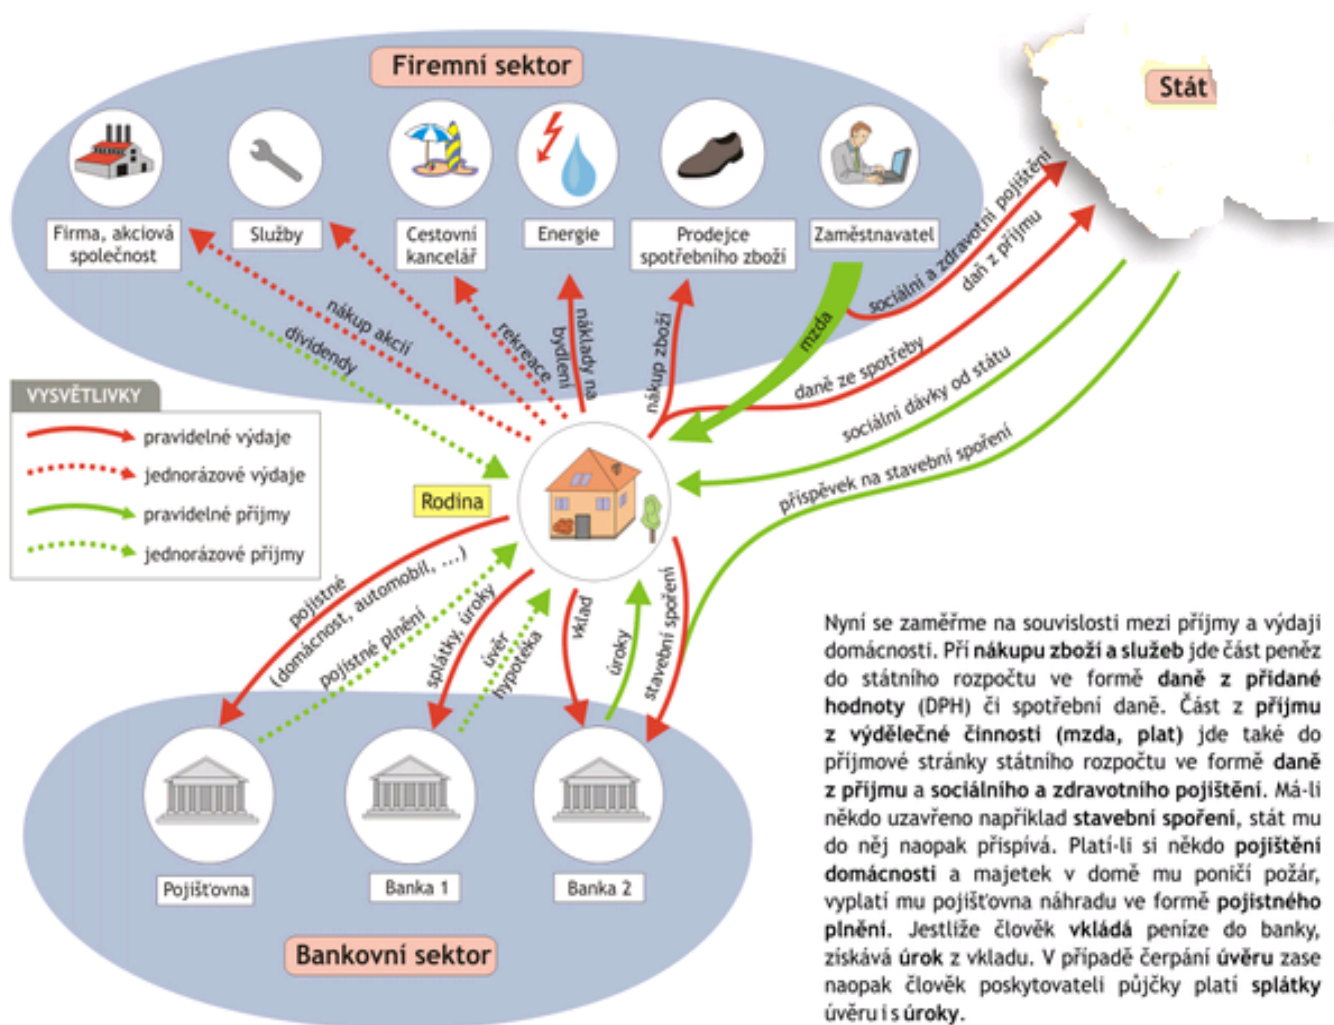 Firemní sektor
Stát
Firma, akciová
společnost
Služby
Cestovní
kancelář
Energie
Prodejce
spotřebního zboží
Zaměstnavatel
sociální a zdravotní pojištění
daň z příjmu
nákup akcií
dividendy
rekreace
náklady na
bydlení
nákup zboží
mzda
daně ze spotřeby
sociální dávky od státu
příspěvek na stavební spoření
VYSVĚTLIVKY
pravidelné výdaje
jednorázové výdaje
pravidelné příjmy
jednorázové příjmy
Rodina
pojistné
(domácnost, automobil, ...)
pojistné plnění
splátky, úroky
úvěr
hypotéka
vklad
úroky
stavební spoření
Pojišťovna
Banka 1
Banka 2
Bankovní sektor
Nyní se zaměřme na souvislosti mezi příjmy a výdaji
domácnosti. Při nákupu zboží a služeb jde část peněz
do státního rozpočtu ve formě daně z přidané
hodnoty (DPH) či spotřební daně. Část z příjmu
z výdělečné činnosti (mzda, plat) jde také do
příjmové stránky státního rozpočtu ve formě daně
z příjmu a sociálního a zdravotního pojištění. Má-li
někdo uzavřeno například stavební spoření, stát mu
do něj naopak přispívá. Platí-li si někdo pojištění
domácnosti a majetek v domě mu poničí požár,
vyplatí mu pojišťovna náhradu ve formě pojistného
plnění. Jestliže člověk vkládá peníze do banky,
získává úrok z vkladu. V případě čerpání úvěru zase
naopak člověk poskytovateli půjčky platí splátky
úvěru i s úroky.